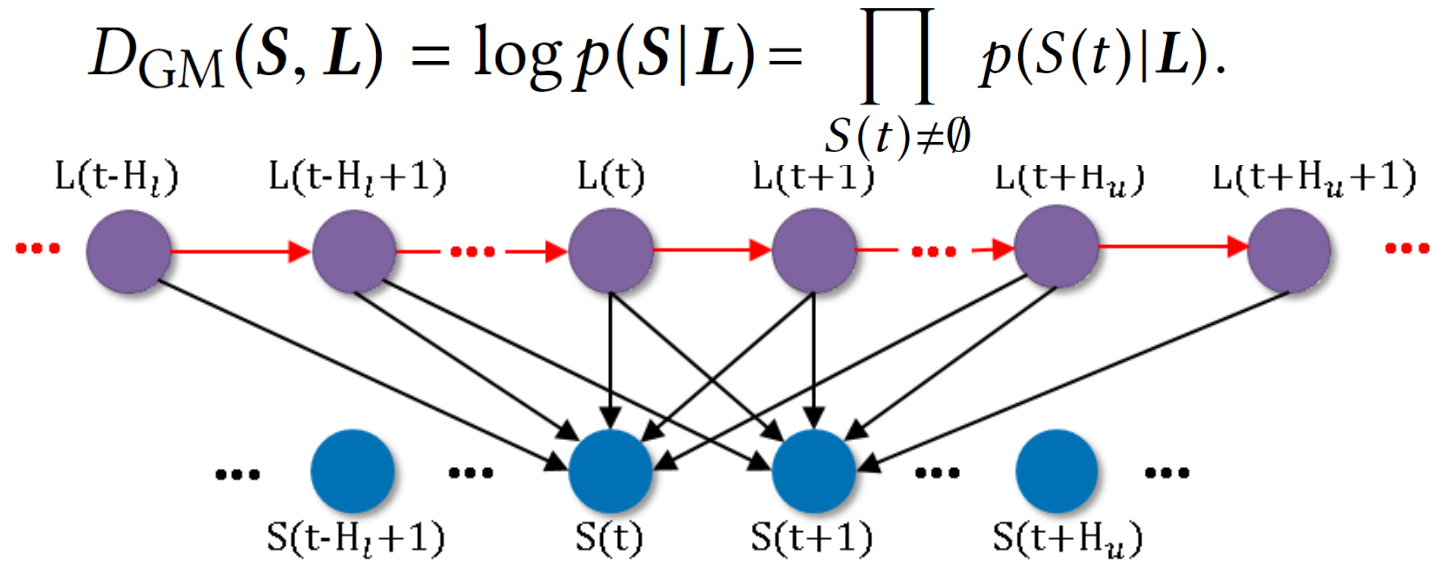 D_GM(S, L) = log p(S|L) = ∏_{S(t)≠∅} p(S(t)|L).
L(t-H_l) L(t-H_l+1) L(t) L(t+1) L(t+H_u) L(t+H_u+1)
... ... ... ...
... ... ... ...
S(t-H_l+1) S(t) S(t+1) S(t+H_u)